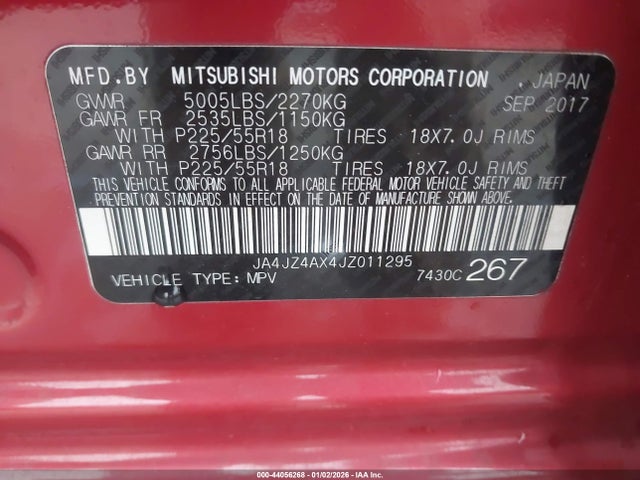 MFD.BY MITSUBISHI MOTORS CORPORATION , JAPAN
GVWR 5005LBS/2270KG SEP 2017
GAWR FR 2535LBS/1150KG
WITH P225/55R18 TIRES 18X7.0J RIMS
GAWR RR 2756LBS/1250KG
WITH P225/55R18 TIRES 18X7.0J RIMS
THIS VEHICLE CONFORMS TO ALL APPLICABLE FEDERAL MOTOR VEHICLE SAFETY AND THEFT
PREVENTION STANDARDS IN EFFECT ON THE DATE OF MANUFACTURE SHOWN ABOVE.
JA4JZ4AX4JZ011295
VEHICLE TYPE: MPV 7430C 267
000-44056268 - 01/02/2026 - IAAI.COM